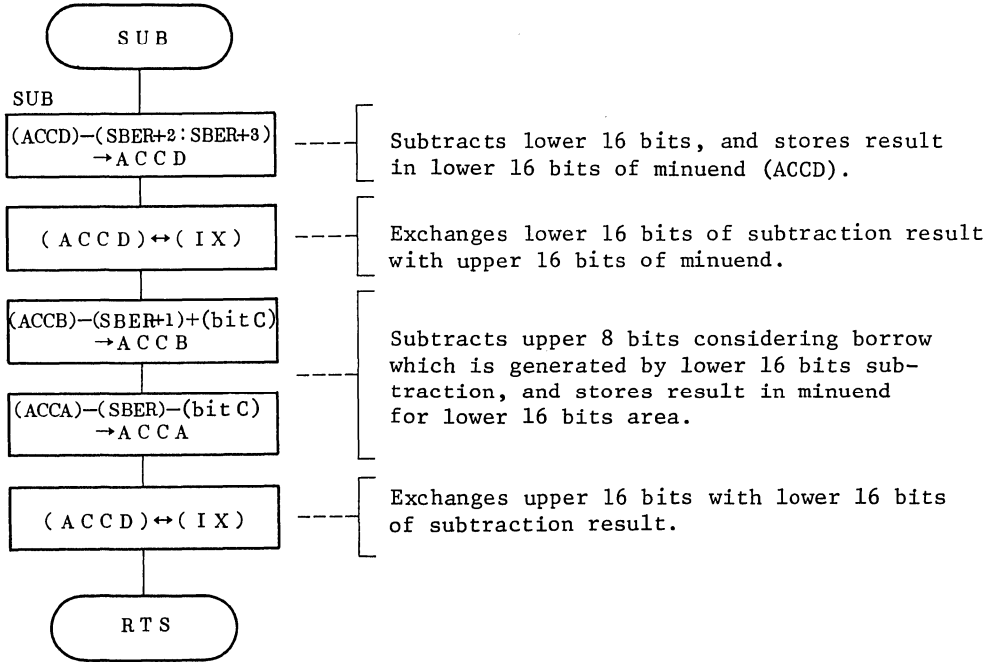 SUB
SUB
(ACCD)−(SBER+2:SBER+3)
→ACCD
Subtracts lower 16 bits, and stores result
in lower 16 bits of minuend (ACCD).
(ACCD)↔(IX)
Exchanges lower 16 bits of subtraction result
with upper 16 bits of minuend.
(ACCB)−(SBER+1)+(bitC)
→ACCB
(ACCA)−(SBER)−(bitC)
→ACCA
Subtracts upper 8 bits considering borrow
which is generated by lower 16 bits sub-
traction, and stores result in minuend
for lower 16 bits area.
(ACCD)↔(IX)
Exchanges upper 16 bits with lower 16 bits
of subtraction result.
RTS